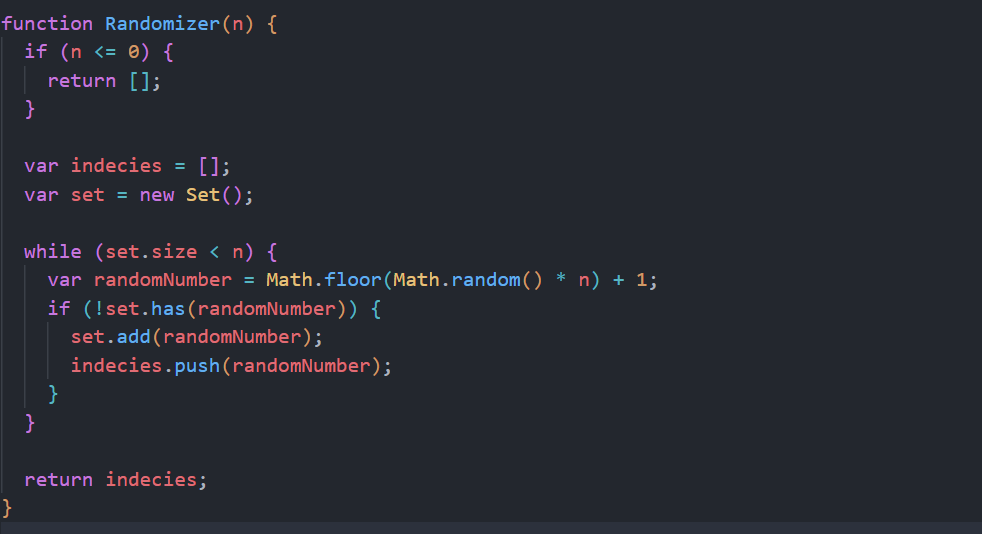 function Randomizer(n) {
  if (n <= 0) {
    return [];
  }

  var indecies = [];
  var set = new Set();

  while (set.size < n) {
    var randomNumber = Math.floor(Math.random() * n) + 1;
    if (!set.has(randomNumber)) {
      set.add(randomNumber);
      indecies.push(randomNumber);
    }
  }

  return indecies;
}